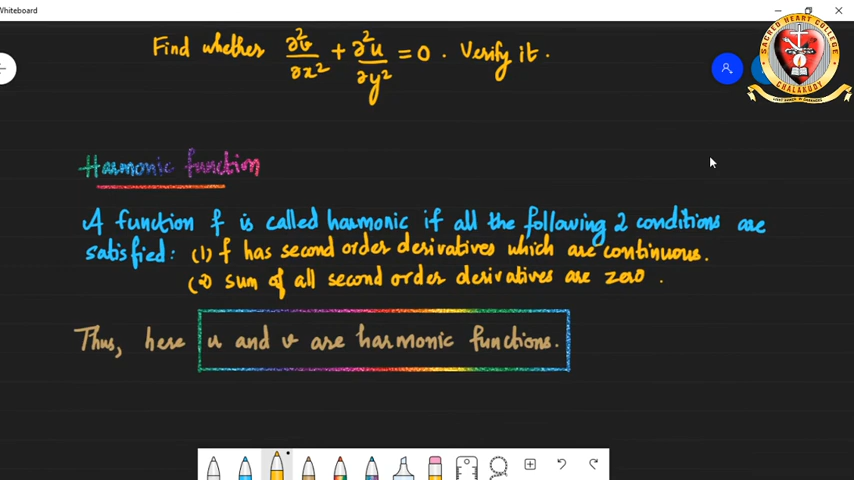 Whiteboard
Find whether ∂²v/∂x² + ∂²u/∂y² = 0. Verify it.
SACRED HEART COLLEGE
CHALAKUDY
Harmonic function
A function f is called harmonic if all the following 2 conditions are
satisfied: (1) f has second order derivatives which are continuous.
(2) sum of all second order derivatives are zero.
Thus, here u and v are harmonic functions.